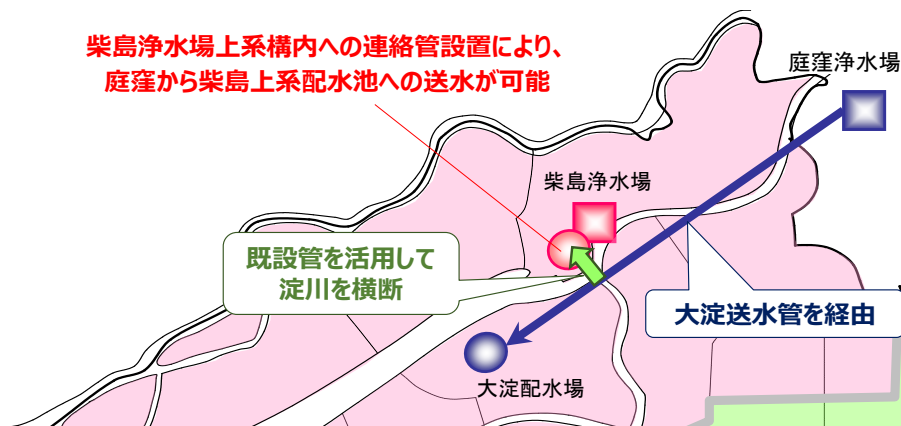 柴島浄水場上系構内への連絡管設置により、
庭窪から柴島上系配水池への送水が可能
庭窪浄水場
柴島浄水場
既設管を活用して
淀川を横断
大淀送水管を経由
大淀配水場